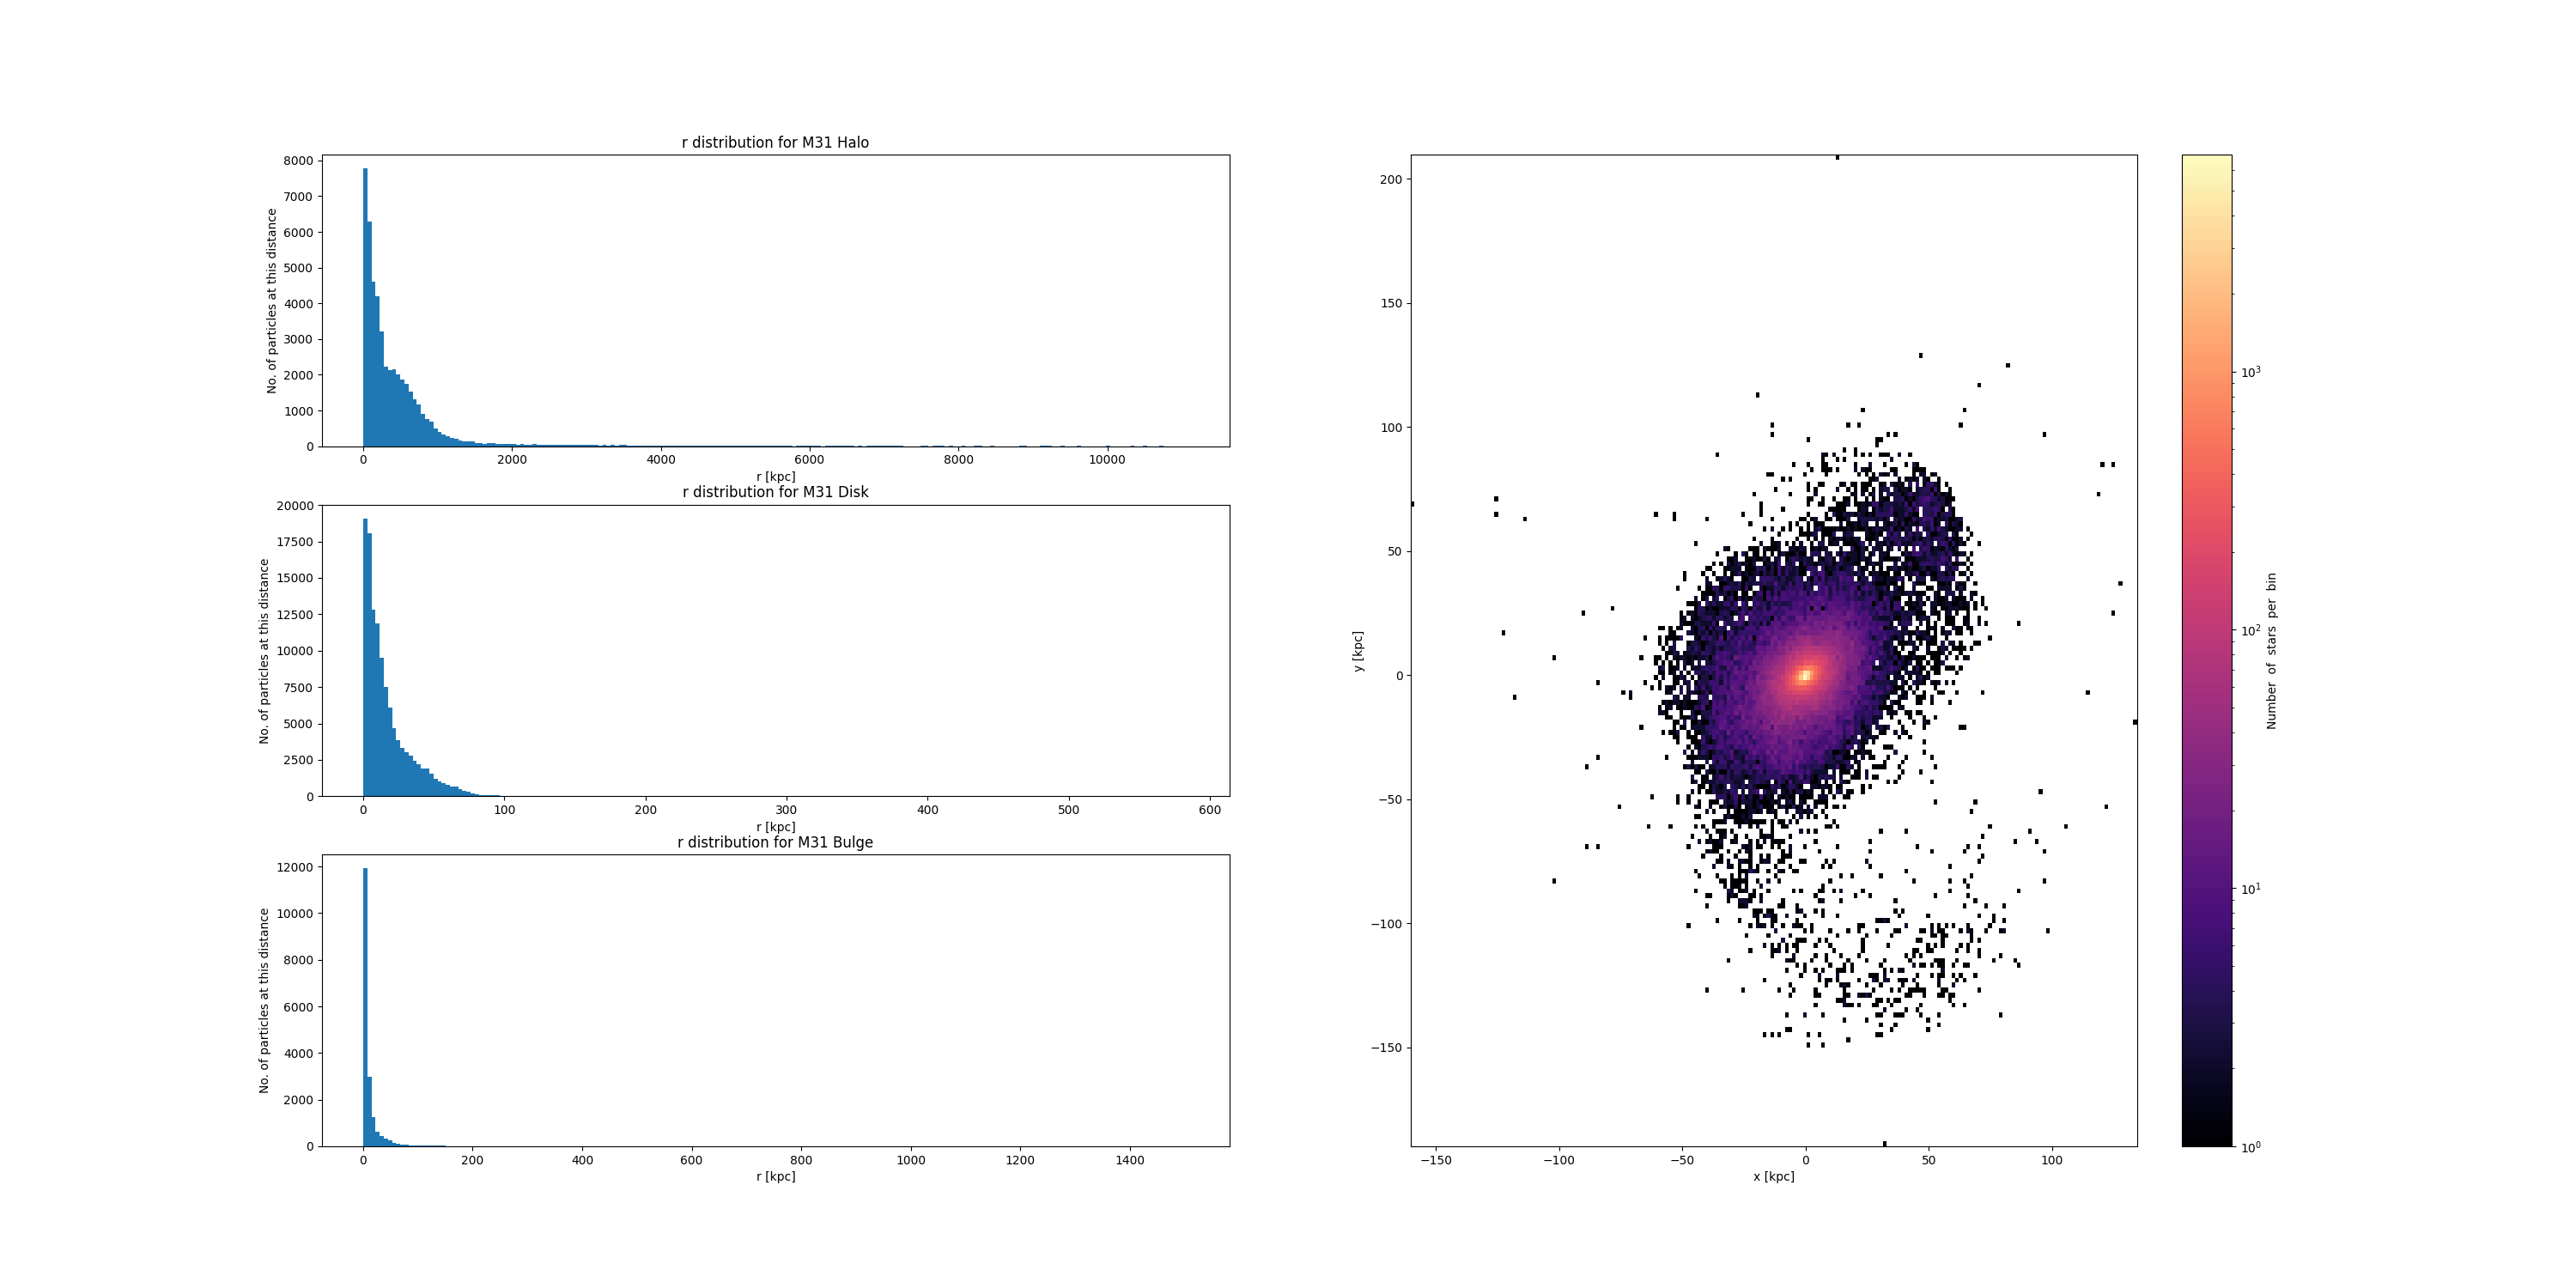 r distribution for M31 Halo
No. of particles at this distance
8000
7000
6000
5000
4000
3000
2000
1000
0
0 2000 4000 6000 8000 10000
r [kpc]
r distribution for M31 Disk
No. of particles at this distance
20000
17500
15000
12500
10000
7500
5000
2500
0
0 100 200 300 400 500 600
r [kpc]
r distribution for M31 Bulge
No. of particles at this distance
12000
10000
8000
6000
4000
2000
0
0 200 400 600 800 1000 1200 1400
r [kpc]
y [kpc]
200
150
100
50
0
−50
−100
−150
−150 −100 −50 0 50 100
x [kpc]
10³
10²
10¹
10⁰
Number of stars per bin